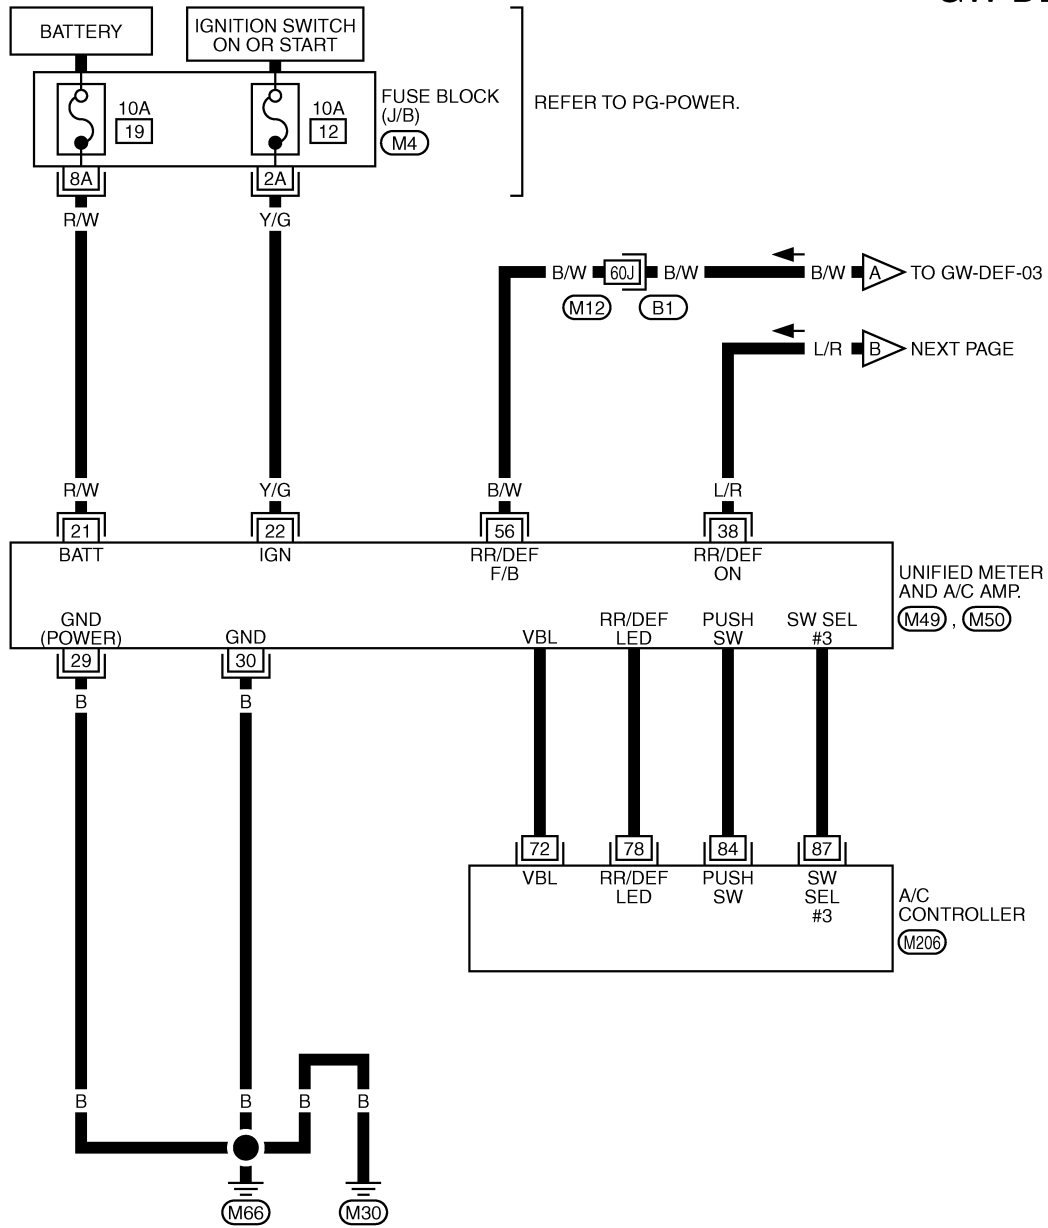 BATTERY
IGNITION SWITCH
ON OR START
10A
19
10A
12
FUSE BLOCK
(J/B)
M4
REFER TO PG-POWER.
8A
2A
R/W
Y/G
B/W
60J
B/W
B/W
A
TO GW-DEF-03
M12
B1
L/R
B
NEXT PAGE
R/W
Y/G
B/W
L/R
21
22
56
38
BATT
IGN
RR/DEF
F/B
RR/DEF
ON
UNIFIED METER
AND A/C AMP.
M49 , M50
GND
(POWER)
GND
VBL
RR/DEF
LED
PUSH
SW
SW SEL
#3
29
30
B
B
72
78
84
87
VBL
RR/DEF
LED
PUSH
SW
SW
SEL
#3
A/C
CONTROLLER
M206
B
B
B
B
M66
M30